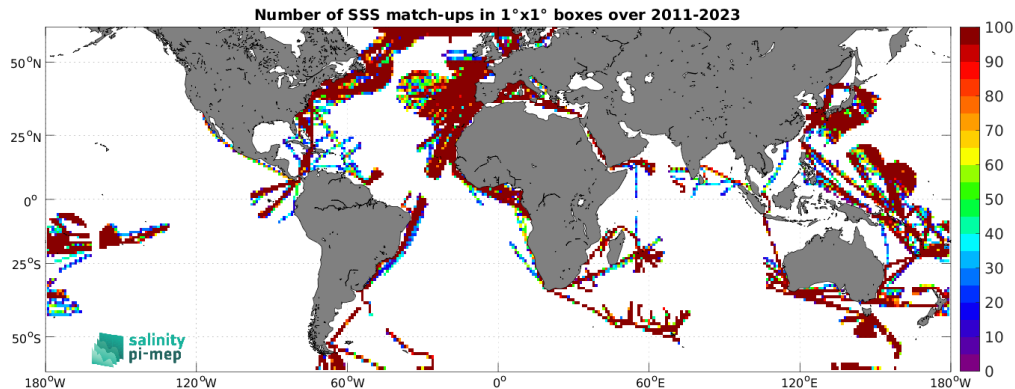 Number of SSS match-ups in 1°x1° boxes over 2011-2023
50°N
25°N
0°
25°S
50°S
180°W
120°W
60°W
0°
60°E
120°E
180°W
100
90
80
70
60
50
40
30
20
10
0
salinity
pi-mep